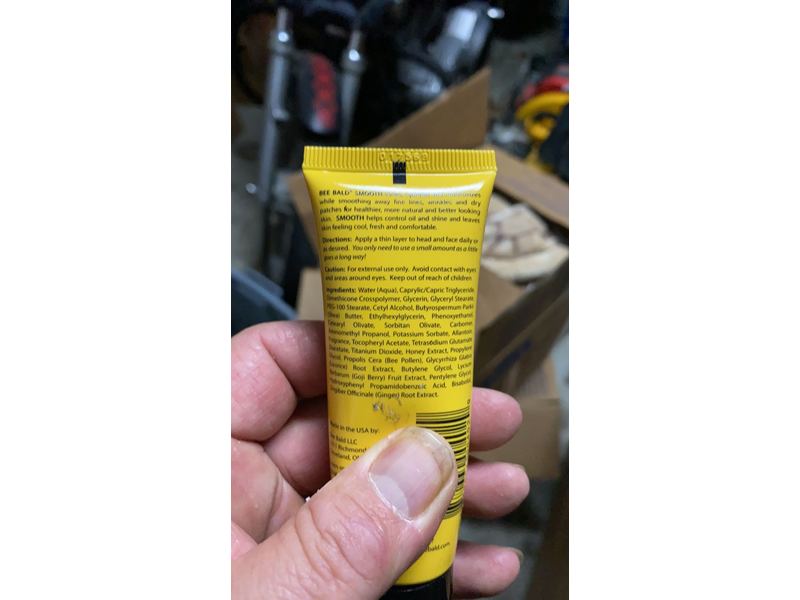 BEE BALD® SMOOTH
while smoothing away fine lines, wrinkles and dry
patches for healthier, more natural and better looking
skin. SMOOTH helps control oil and shine and leaves
skin feeling cool, fresh and comfortable.
Directions: Apply a thin layer to head and face daily or
as desired. You only need to use a small amount as a little
goes a long way!
Caution: For external use only. Avoid contact with eyes
and areas around eyes. Keep out of reach of children
Ingredients: Water (Aqua), Caprylic/Capric Triglyceride,
Dimethicone Crosspolymer, Glycerin, Glyceryl Stearate,
PEG-100 Stearate, Cetyl Alcohol, Butyrospermum Parkii
(Shea) Butter, Ethylhexylglycerin, Phenoxyethanol,
Cetearyl Olivate, Sorbitan Olivate, Carbomer,
Aminomethyl Propanol, Potassium Sorbate, Allantoin,
Fragrance, Tocopheryl Acetate, Tetrasodium Glutamate
Diacetate, Titanium Dioxide, Honey Extract, Propylene
Glycol, Propolis Cera (Bee Pollen), Glycyrrhiza Glabra
(Licorice) Root Extract, Butylene Glycol, Lycium
Barbarum (Goji Berry) Fruit Extract, Pentylene Glycol,
Hydroxyphenyl Propamidobenzoic Acid, Bisabolol,
Zingiber Officinale (Ginger) Root Extract.
Made in the USA by:
Bee Bald LLC
Richmond